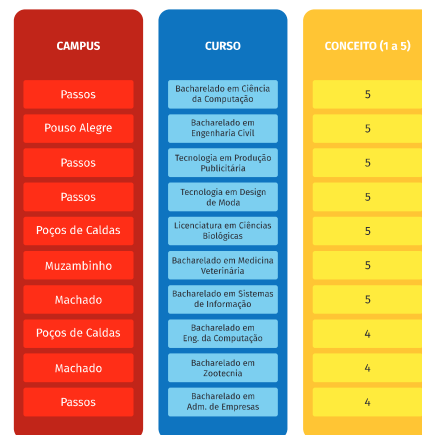 CAMPUS CURSO CONCEITO (1 a 5)
Passos
Bacharelado em Ciência
da Computação
5
Pouso Alegre
Bacharelado em
Engenharia Civil
5
Passos
Tecnologia em Produção
Publicitária
5
Passos
Tecnologia em Design
de Moda
5
Poços de Caldas
Licenciatura em Ciências
Biológicas
5
Muzambinho
Bacharelado em Medicina
Veterinária
5
Machado
Bacharelado em Sistemas
de Informação
5
Poços de Caldas
Bacharelado em
Eng. da Computação
4
Machado
Bacharelado em
Zootecnia
4
Passos
Bacharelado em
Adm. de Empresas
4